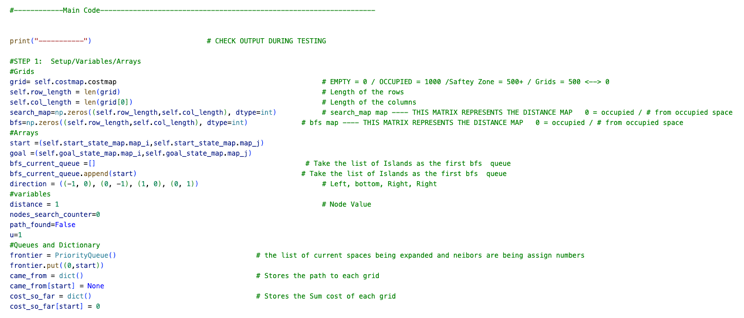 #------------Main Code-------------------------------------------------------------------
print("-----------") # CHECK OUTPUT DURING TESTING
#STEP 1:  Setup/Variables/Arrays
#Grids
grid= self.costmap.costmap # EMPTY = 0 / OCCUPIED = 1000 /Saftey Zone = 500+ / Grids = 500 <--> 0
self.row_length = len(grid) # Length of the rows
self.col_length = len(grid[0]) # Length of the columns
search_map=np.zeros((self.row_length,self.col_length), dtype=int) # search_map map ---- THIS MATRIX REPRESENTS THE DISTANCE MAP   0 = occupied / # from occupied space
bfs=np.zeros((self.row_length,self.col_length), dtype=int) # bfs map ---- THIS MATRIX REPRESENTS THE DISTANCE MAP   0 = occupied / # from occupied space
#Arrays
start =(self.start_state_map.map_i,self.start_state_map.map_j)
goal =(self.goal_state_map.map_i,self.goal_state_map.map_j)
bfs_current_queue =[] # Take the list of Islands as the first bfs  queue
bfs_current_queue.append(start) # Take the list of Islands as the first bfs  queue
direction = ((-1, 0), (0, -1), (1, 0), (0, 1)) # Left, bottom, Right, Right
#variables
distance = 1 # Node Value
nodes_search_counter=0
path_found=False
u=1
#Queues and Dictionary
frontier = PriorityQueue() # the list of current spaces being expanded and neibors are being assign numbers
frontier.put((0,start))
came_from = dict() # Stores the path to each grid
came_from[start] = None
cost_so_far = dict() # Stores the Sum cost of each grid
cost_so_far[start] = 0